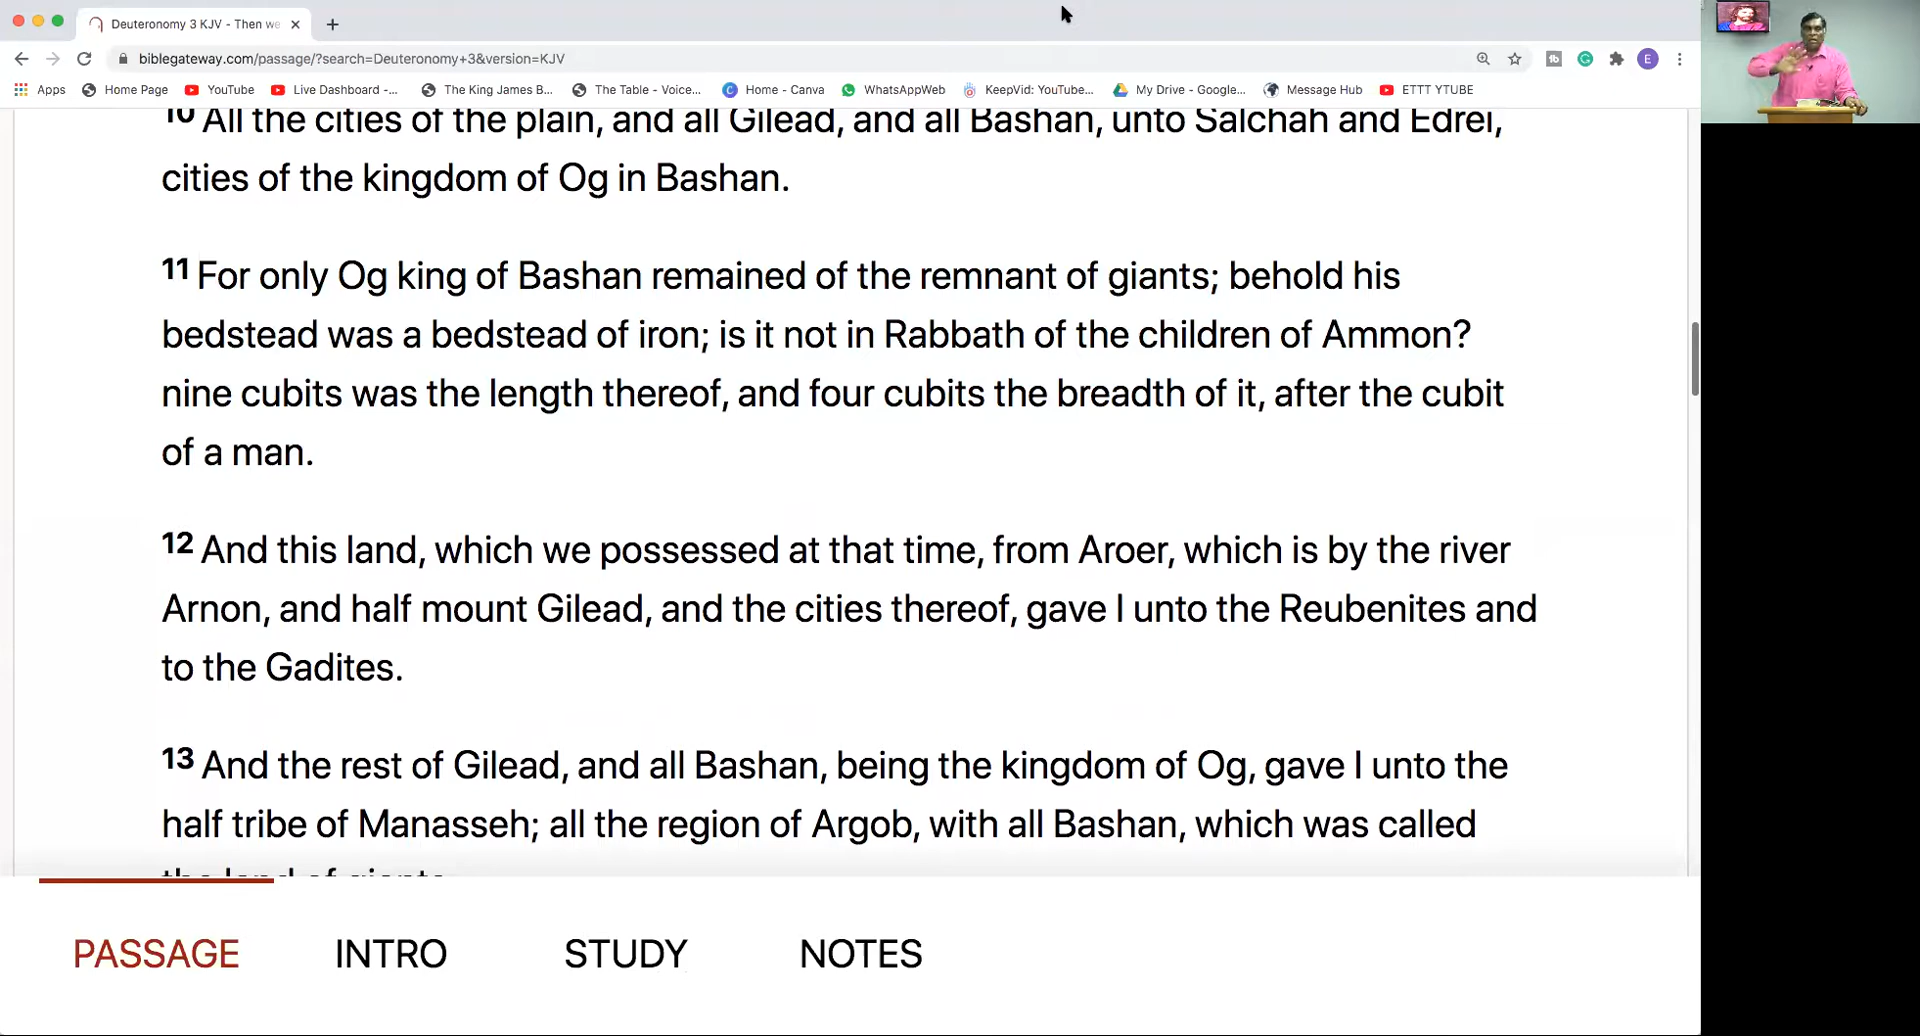 Deuteronomy 3 KJV - Then we
biblegateway.com/passage/?search=Deuteronomy+3&version=KJV
E
Apps Home Page YouTube Live Dashboard -... The King James B... The Table - Voice... Home - Canva WhatsAppWeb KeepVid: YouTube... My Drive - Google... Message Hub ETTT YTUBE
10 All the cities of the plain, and all Gilead, and all Bashan, unto Salchah and Edrei,
cities of the kingdom of Og in Bashan.
11 For only Og king of Bashan remained of the remnant of giants; behold his
bedstead was a bedstead of iron; is it not in Rabbath of the children of Ammon?
nine cubits was the length thereof, and four cubits the breadth of it, after the cubit
of a man.
12 And this land, which we possessed at that time, from Aroer, which is by the river
Arnon, and half mount Gilead, and the cities thereof, gave I unto the Reubenites and
to the Gadites.
13 And the rest of Gilead, and all Bashan, being the kingdom of Og, gave I unto the
half tribe of Manasseh; all the region of Argob, with all Bashan, which was called
the land of giants.
PASSAGE INTRO STUDY NOTES